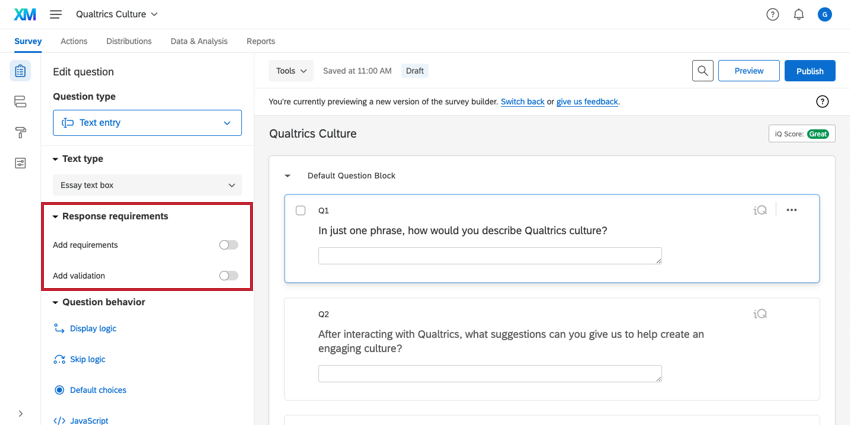 XM
Qualtrics Culture
?
G
Survey
Actions
Distributions
Data & Analysis
Reports
Edit question
Question type
Text entry
Text type
Essay text box
Response requirements
Add requirements
Add validation
Question behavior
Display logic
Skip logic
Default choices
JavaScript
Tools
Saved at 11:00 AM
Draft
Preview
Publish
You're currently previewing a new version of the survey builder. Switch back or give us feedback.
?
Qualtrics Culture
iQ Score: Great
Default Question Block
Q1
iQ
In just one phrase, how would you describe Qualtrics culture?
Q2
iQ
After interacting with Qualtrics, what suggestions can you give us to help create an
engaging culture?